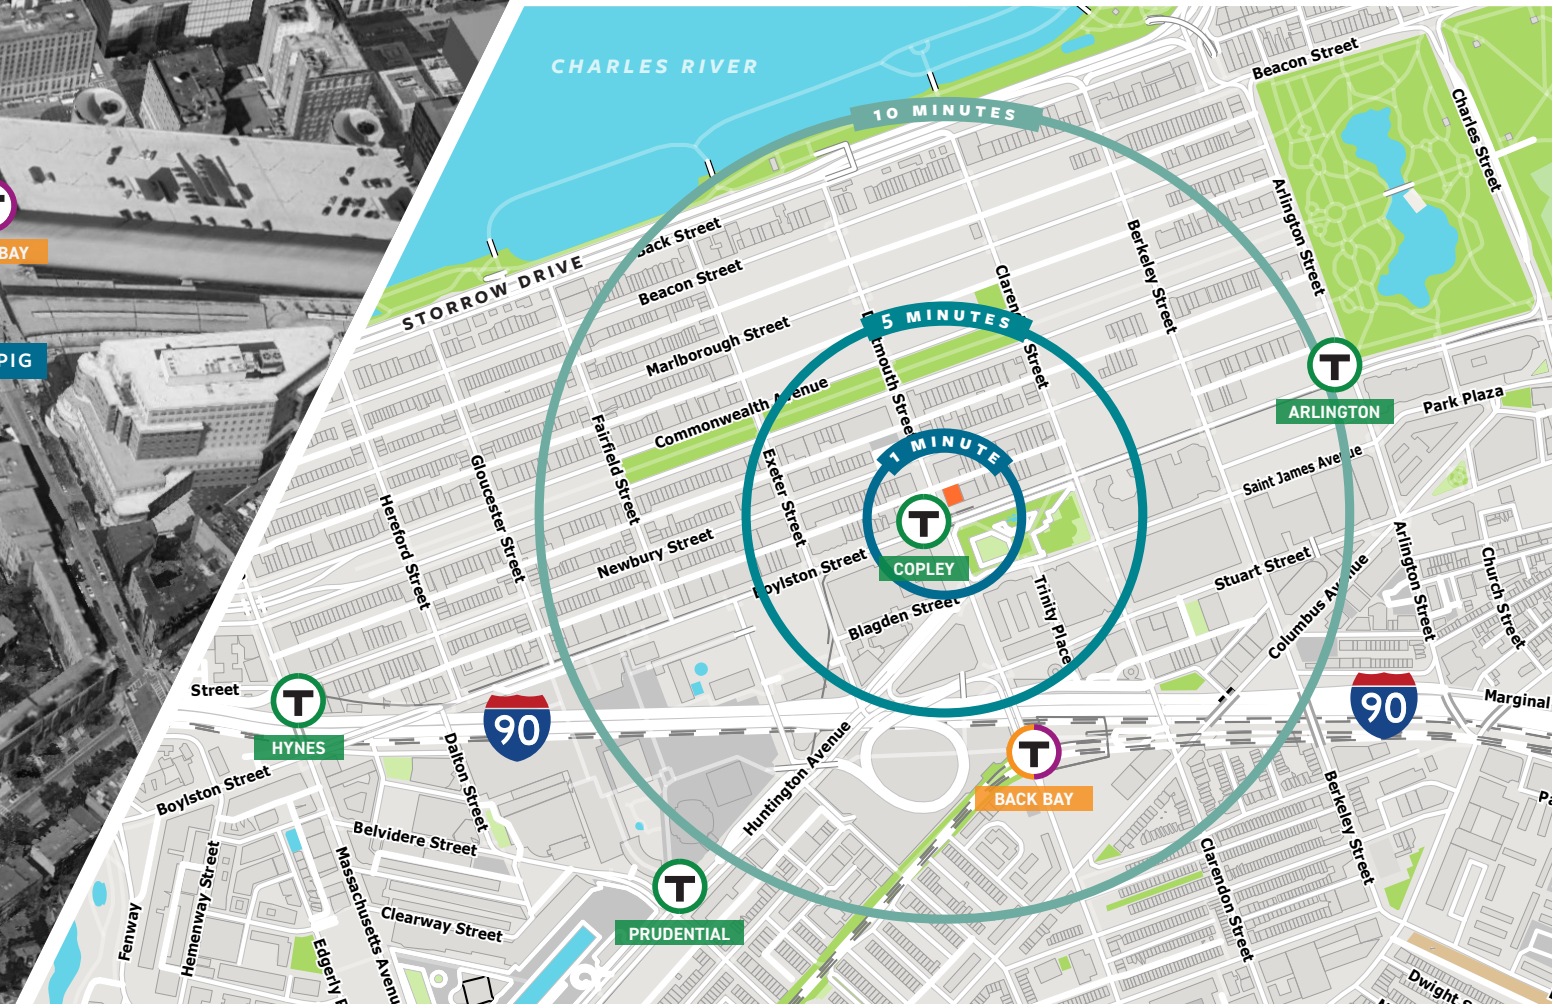 CHARLES RIVER
10 MINUTES
Beacon Street
Charles Street
Arlington Street
Berkeley Street
Back Street
Beacon Street
STORROW DRIVE
BAY
PIG
5 MINUTES
Marlborough Street
Commonwealth Avenue
Street
T
ARLINGTON
Park Plaza
1 MINUTE
Fairfield Street
Gloucester Street
Hereford Street
Exeter Street
Newbury Street
Boylston Street
T
COPLEY
Blagden Street
Trinity Place
Saint James Avenue
Stuart Street
Columbus Avenue
Arlington Street
Church Street
Street
T
HYNES
90
90
Marginal
Boylston Street
Dalton Street
Huntington Avenue
T
BACK BAY
Berkeley Street
Belvidere Street
Massachusetts Avenu
Clearway Street
T
PRUDENTIAL
Clarendon Street
Hemenway Street
Fenway
Edgerly
Dwight